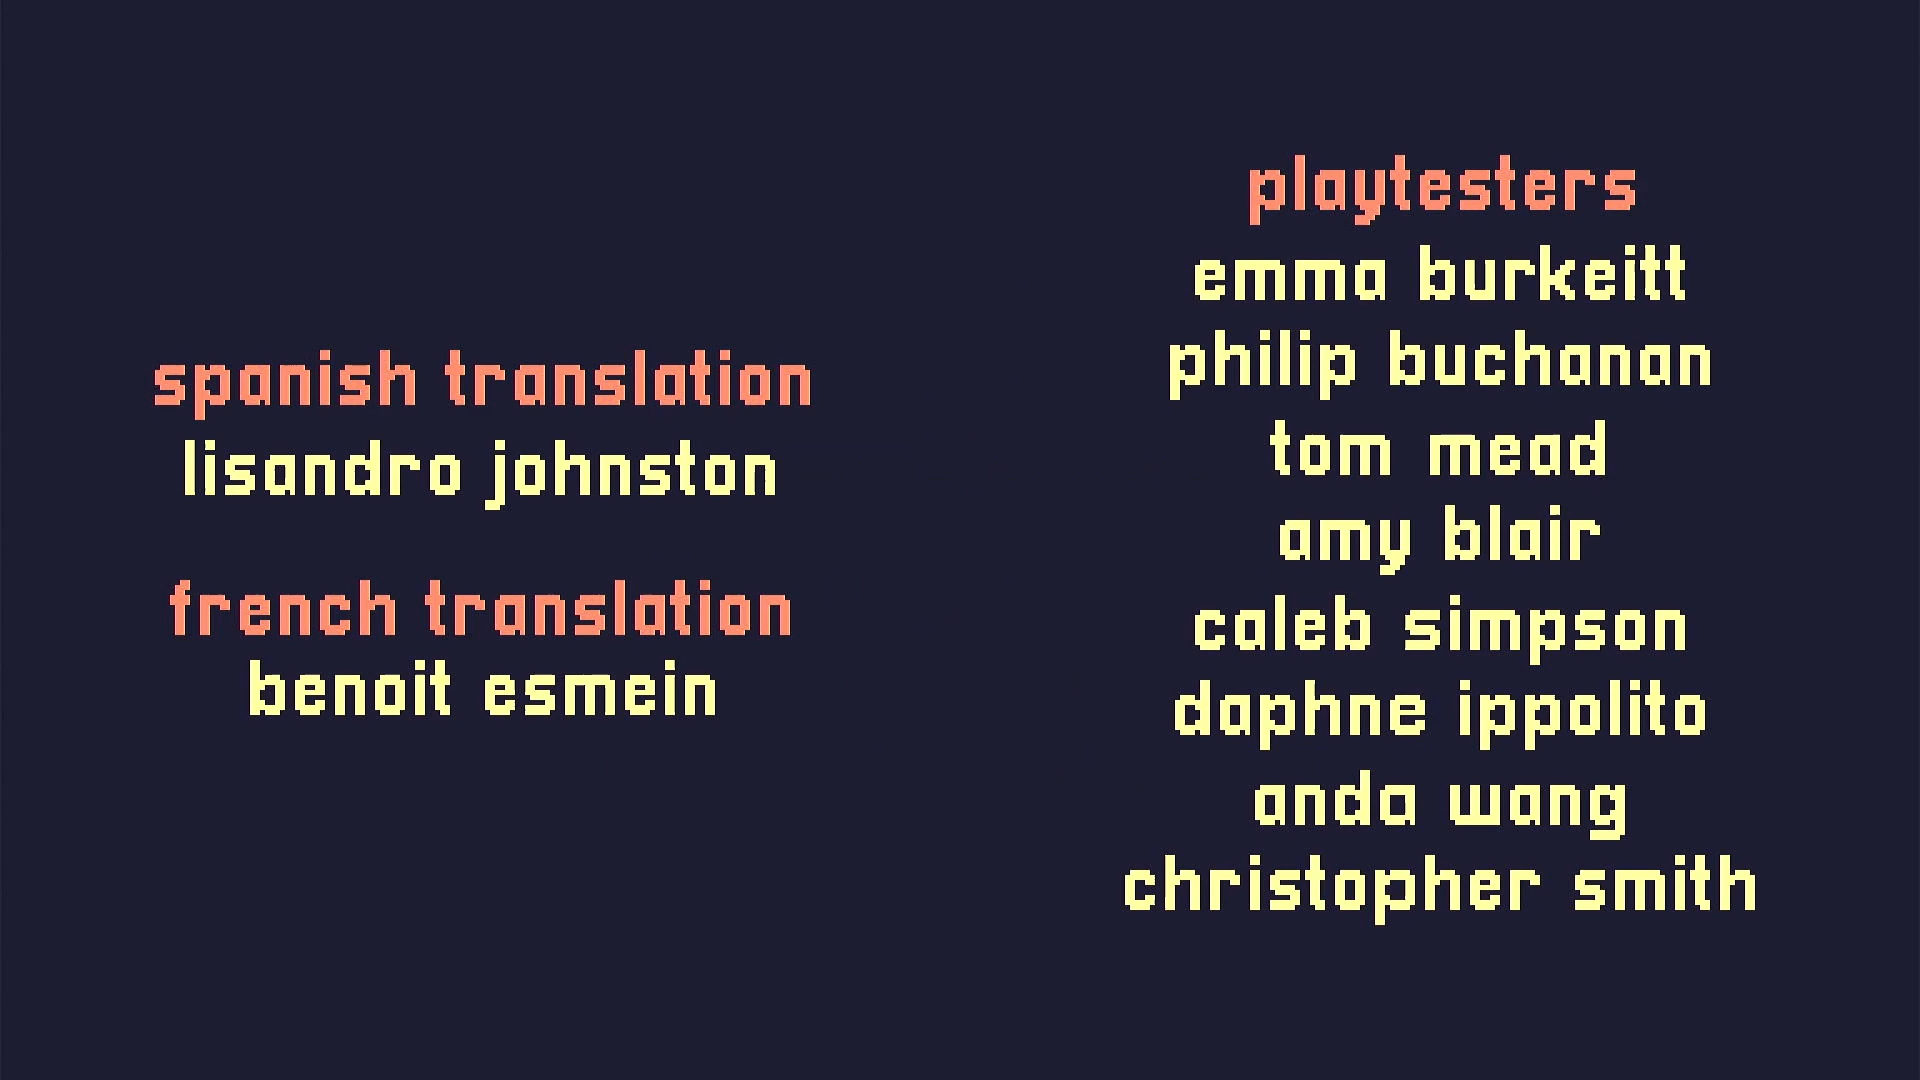 spanish translation
lisandro johnston
french translation
benoit esmein
playtesters
emma burkeitt
philip buchanan
tom mead
amy blair
caleb simpson
daphne ippolito
anda wang
christopher smith